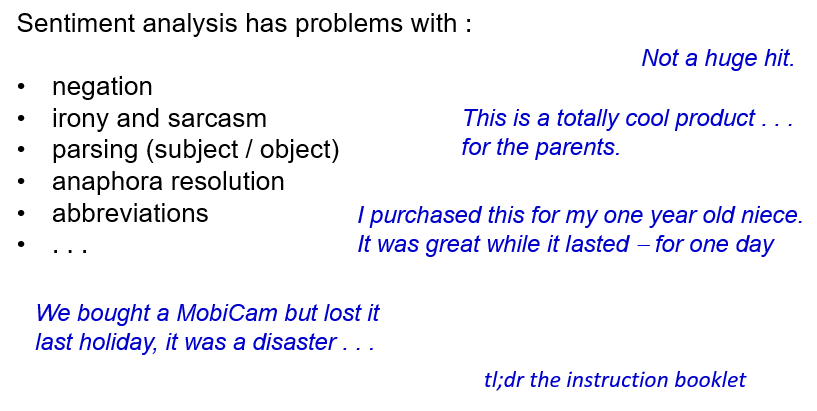 Sentiment analysis has problems with :
Not a huge hit.
• negation
• irony and sarcasm
• parsing (subject / object)
• anaphora resolution
• abbreviations
• . . .
This is a totally cool product . . .
for the parents.
I purchased this for my one year old niece.
It was great while it lasted – for one day
We bought a MobiCam but lost it
last holiday, it was a disaster . . .
tl;dr the instruction booklet